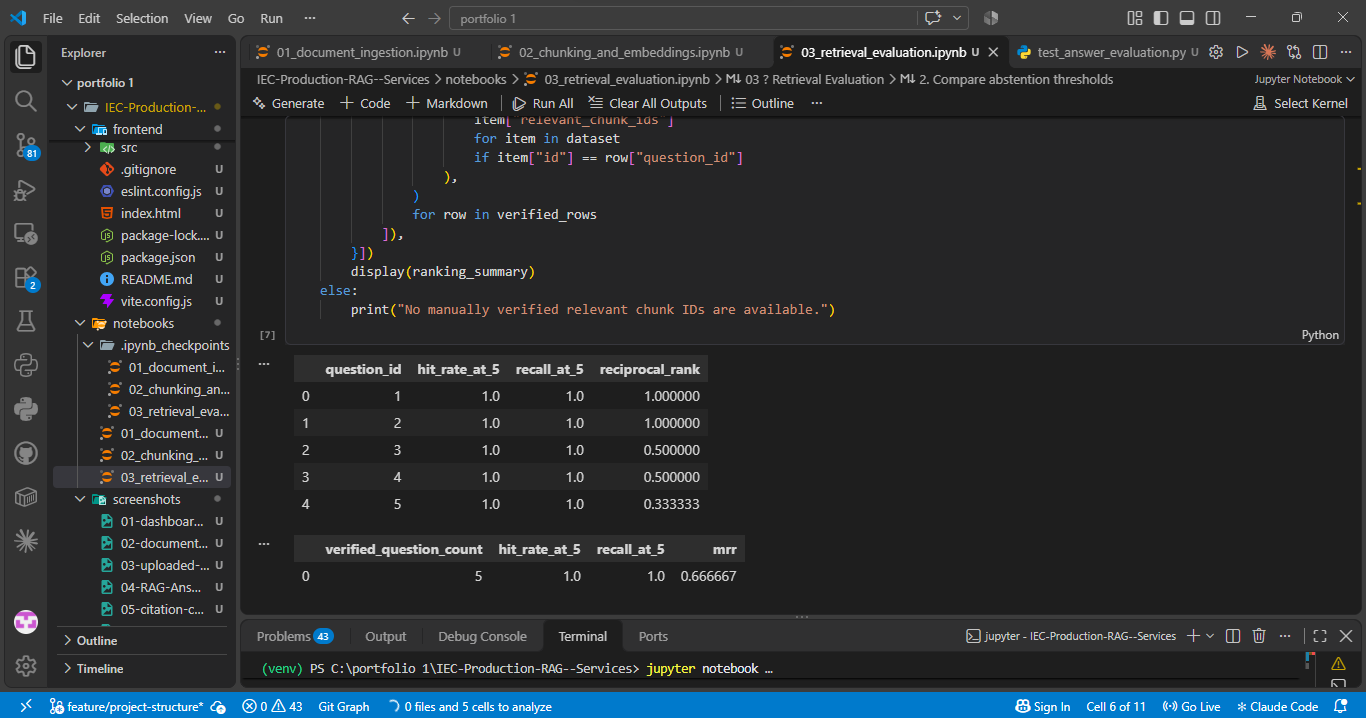 File Edit Selection View Go Run ··· portfolio 1
Explorer ···
portfolio 1
IEC-Production-...
frontend
src
.gitignore U
eslint.config.js U
index.html U
package-lock.... U
package.json U
README.md U
vite.config.js U
notebooks
.ipynb_checkpoints
01_document_i...
02_chunking_an...
03_retrieval_eva...
01_document... U
02_chunking_... U
03_retrieval_e... U
screenshots
01-dashboar... U
02-document... U
03-uploaded-... U
04-RAG-Ans... U
05-citation-c... U
Outline
Timeline
81
2
01_document_ingestion.ipynb U 02_chunking_and_embeddings.ipynb U 03_retrieval_evaluation.ipynb U test_answer_evaluation.py U ···
IEC-Production-RAG--Services > notebooks > 03_retrieval_evaluation.ipynb > M↓ 03 ? Retrieval Evaluation > M↓ 2. Compare abstention thresholds Jupyter Notebook
Generate + Code + Markdown Run All Clear All Outputs Outline ··· Select Kernel
item["relevant_chunk_ids"]
for item in dataset
if item["id"] == row["question_id"]
),
)
for row in verified_rows
]),
}])
display(ranking_summary)
else:
print("No manually verified relevant chunk IDs are available.")
[7] Python
···
question_id hit_rate_at_5 recall_at_5 reciprocal_rank
0 1 1.0 1.0 1.000000
1 2 1.0 1.0 1.000000
2 3 1.0 1.0 0.500000
3 4 1.0 1.0 0.500000
4 5 1.0 1.0 0.333333
···
verified_question_count hit_rate_at_5 recall_at_5 mrr
0 5 1.0 1.0 0.666667
Problems 43 Output Debug Console Terminal Ports jupyter - IEC-Production-RAG--Services ···
(venv) PS C:\portfolio 1\IEC-Production-RAG--Services> jupyter notebook …
feature/project-structure* 0 43 Git Graph 0 files and 5 cells to analyze Sign In Cell 6 of 11 Go Live Claude Code